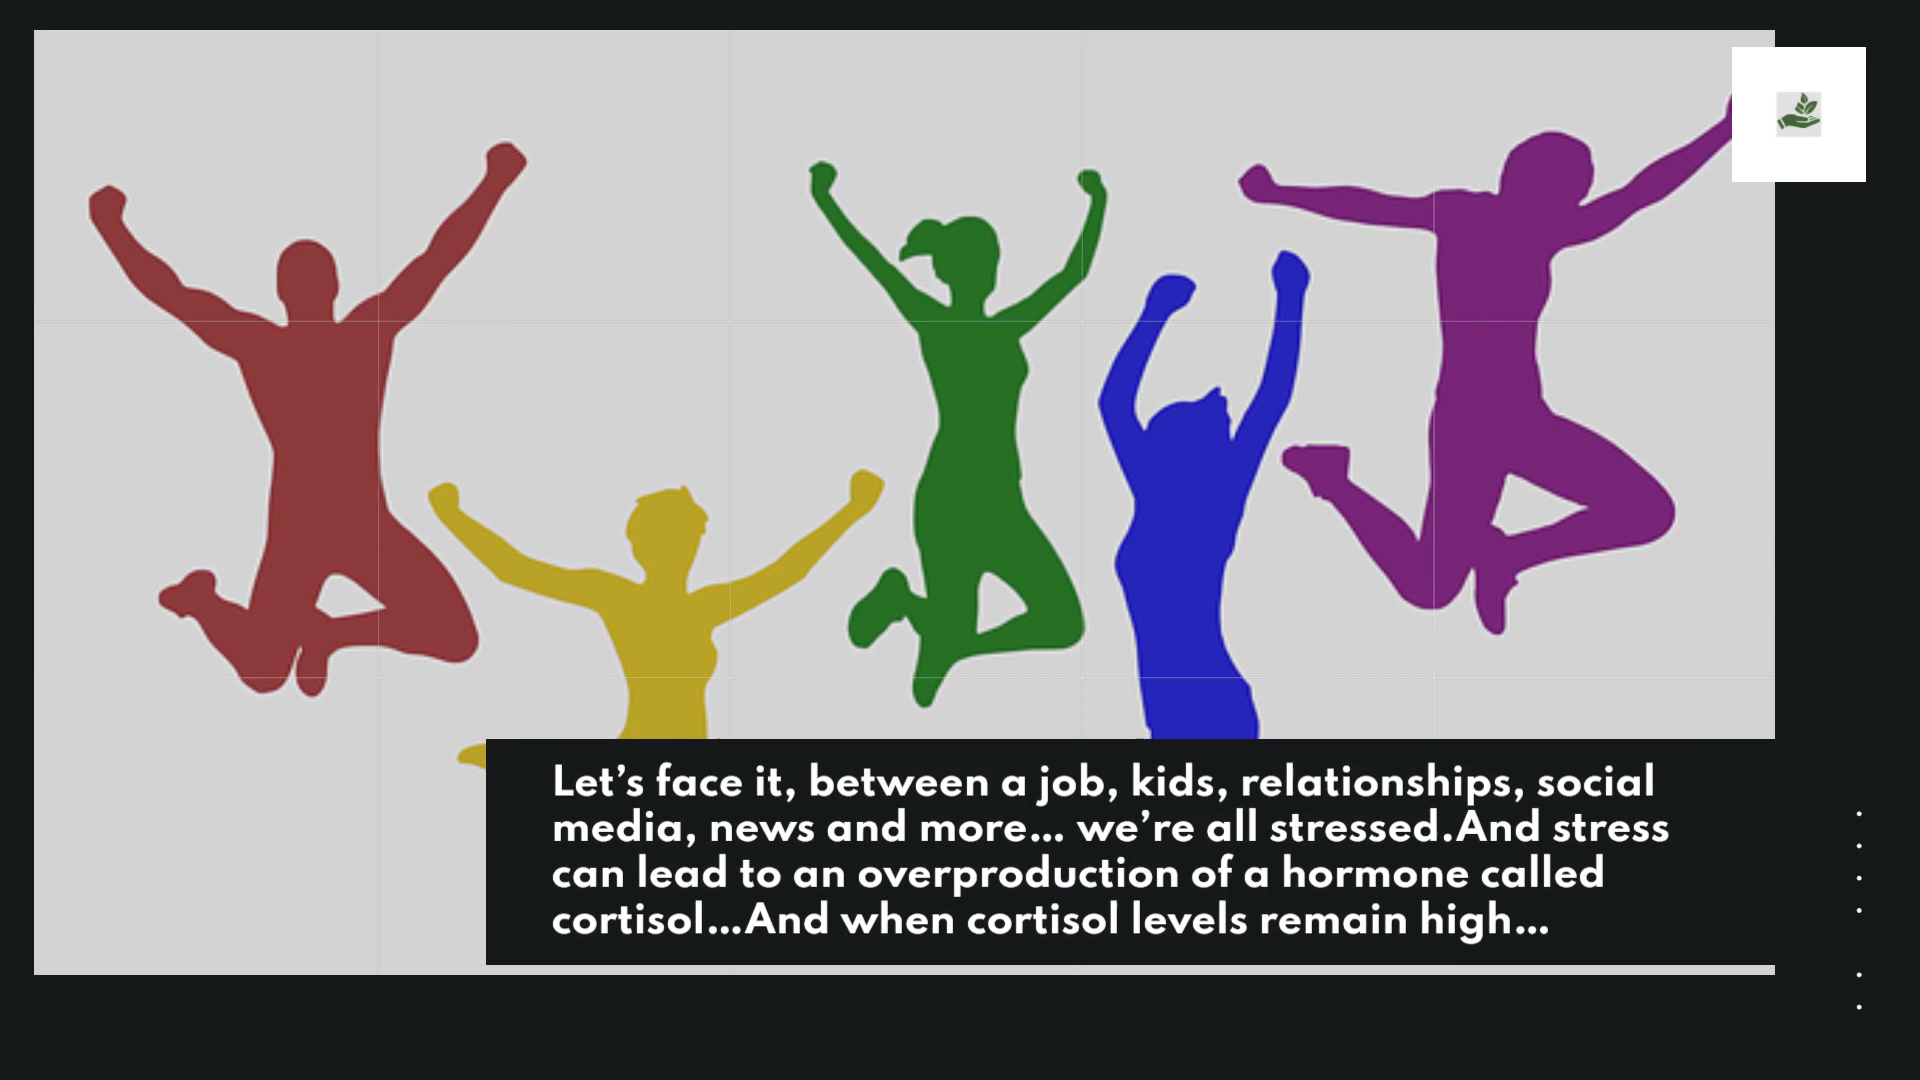 Let’s face it, between a job, kids, relationships, social
media, news and more... we’re all stressed.And stress
can lead to an overproduction of a hormone called
cortisol...And when cortisol levels remain high...